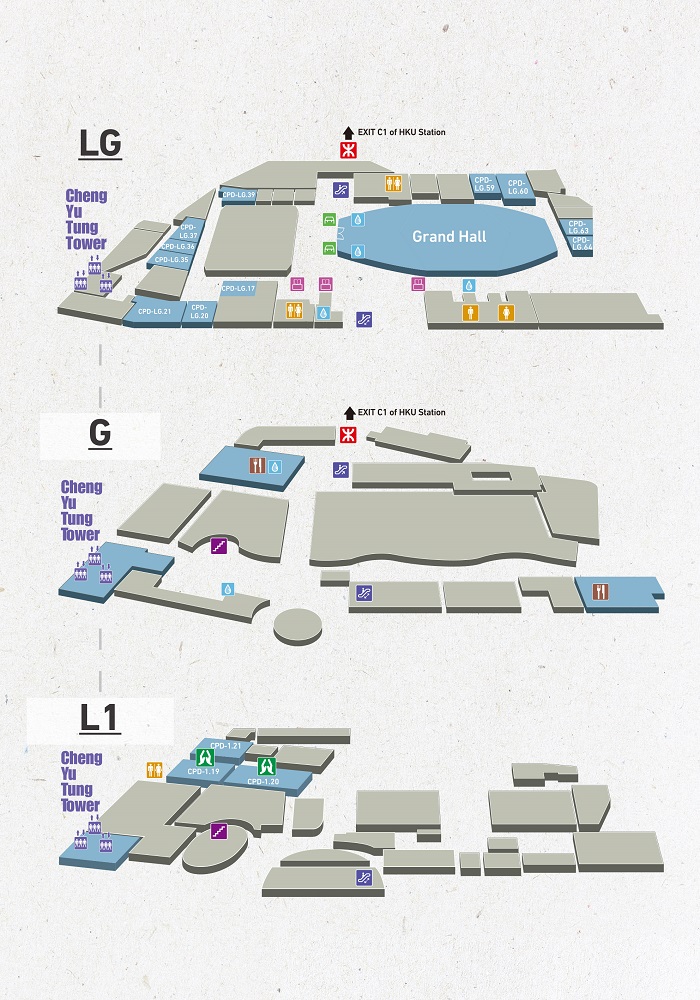 LG
EXIT C1 of HKU Station
Cheng
Yu
Tung
Tower
CPD-LG.39
CPD-
LG.59
CPD-
LG.60
CPD-
LG.37
CPD-
LG.63
Grand Hall
CPD-LG.36
CPD-
LG.64
CPD-LG.35
CPD-LG.17
CPD-LG.21
CPD-
LG.20
G
EXIT C1 of HKU Station
Cheng
Yu
Tung
Tower
L1
Cheng
Yu
Tung
Tower
CPD-1.21
CPD-1.19
CPD-1.20